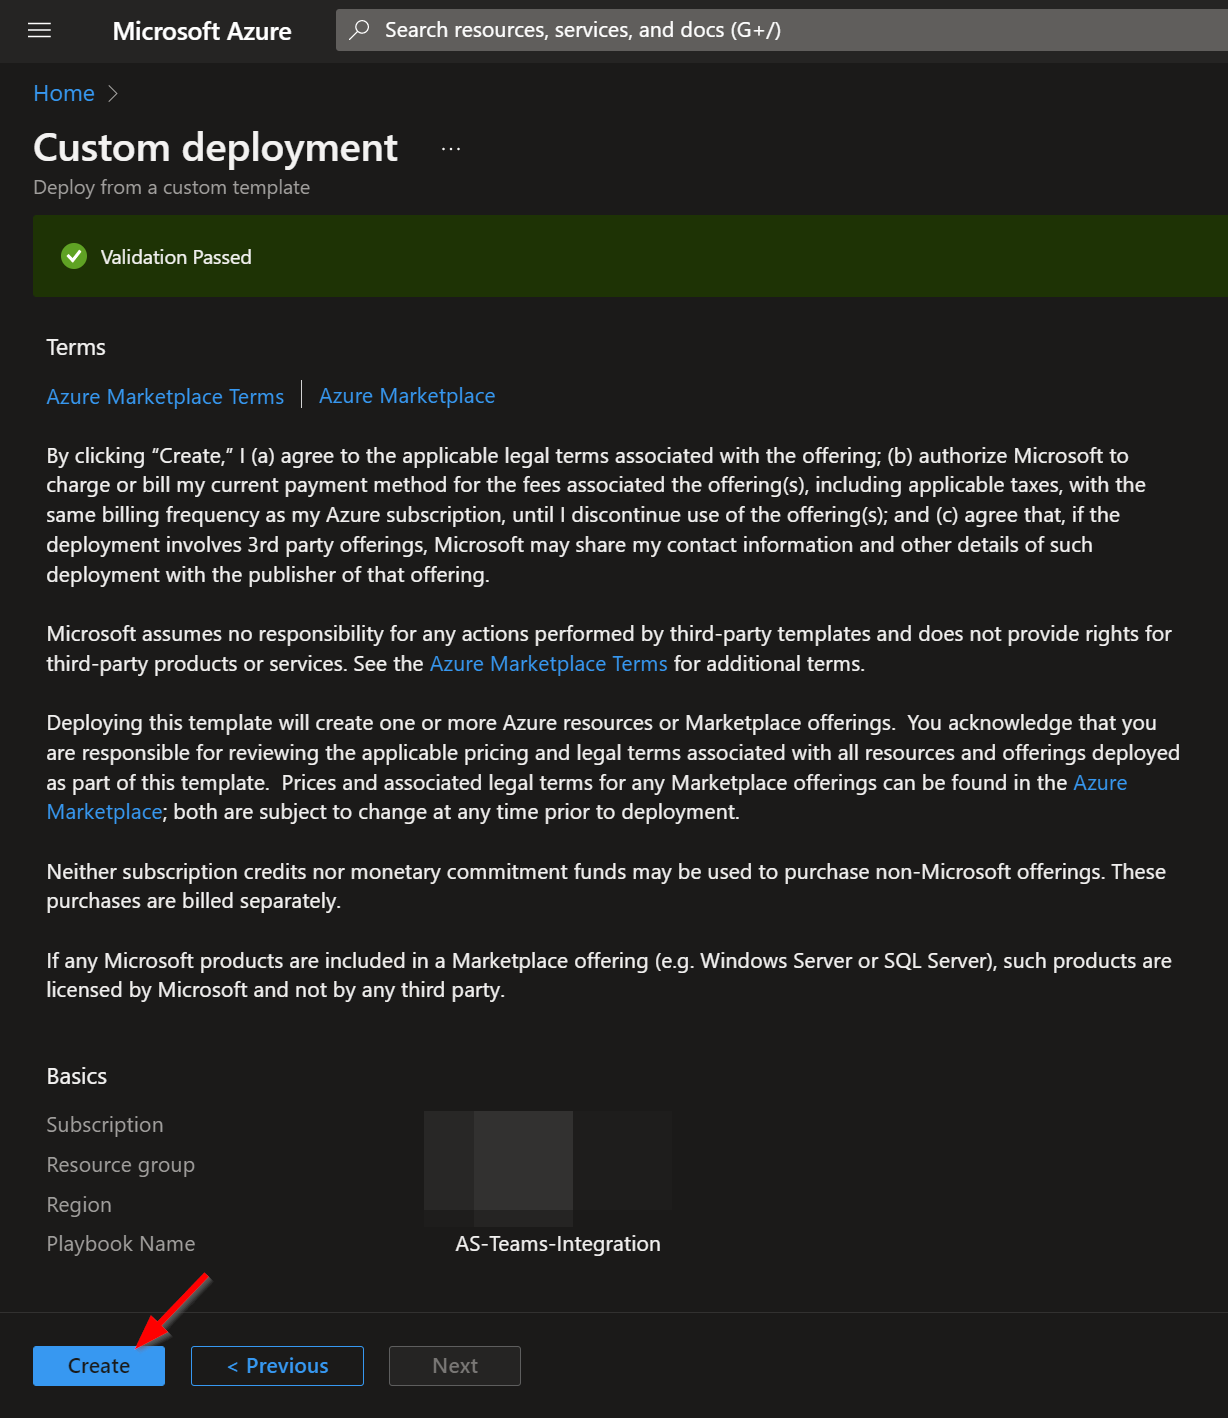 Microsoft Azure
Search resources, services, and docs (G+/)
Home
Custom deployment ...
Deploy from a custom template
Validation Passed
Terms
Azure Marketplace Terms | Azure Marketplace
By clicking “Create,” I (a) agree to the applicable legal terms associated with the offering; (b) authorize Microsoft to
charge or bill my current payment method for the fees associated the offering(s), including applicable taxes, with the
same billing frequency as my Azure subscription, until I discontinue use of the offering(s); and (c) agree that, if the
deployment involves 3rd party offerings, Microsoft may share my contact information and other details of such
deployment with the publisher of that offering.
Microsoft assumes no responsibility for any actions performed by third-party templates and does not provide rights for
third-party products or services. See the Azure Marketplace Terms for additional terms.
Deploying this template will create one or more Azure resources or Marketplace offerings.  You acknowledge that you
are responsible for reviewing the applicable pricing and legal terms associated with all resources and offerings deployed
as part of this template.  Prices and associated legal terms for any Marketplace offerings can be found in the Azure
Marketplace; both are subject to change at any time prior to deployment.
Neither subscription credits nor monetary commitment funds may be used to purchase non-Microsoft offerings. These
purchases are billed separately.
If any Microsoft products are included in a Marketplace offering (e.g. Windows Server or SQL Server), such products are
licensed by Microsoft and not by any third party.
Basics
Subscription
Resource group
Region
Playbook Name AS-Teams-Integration
Create < Previous Next